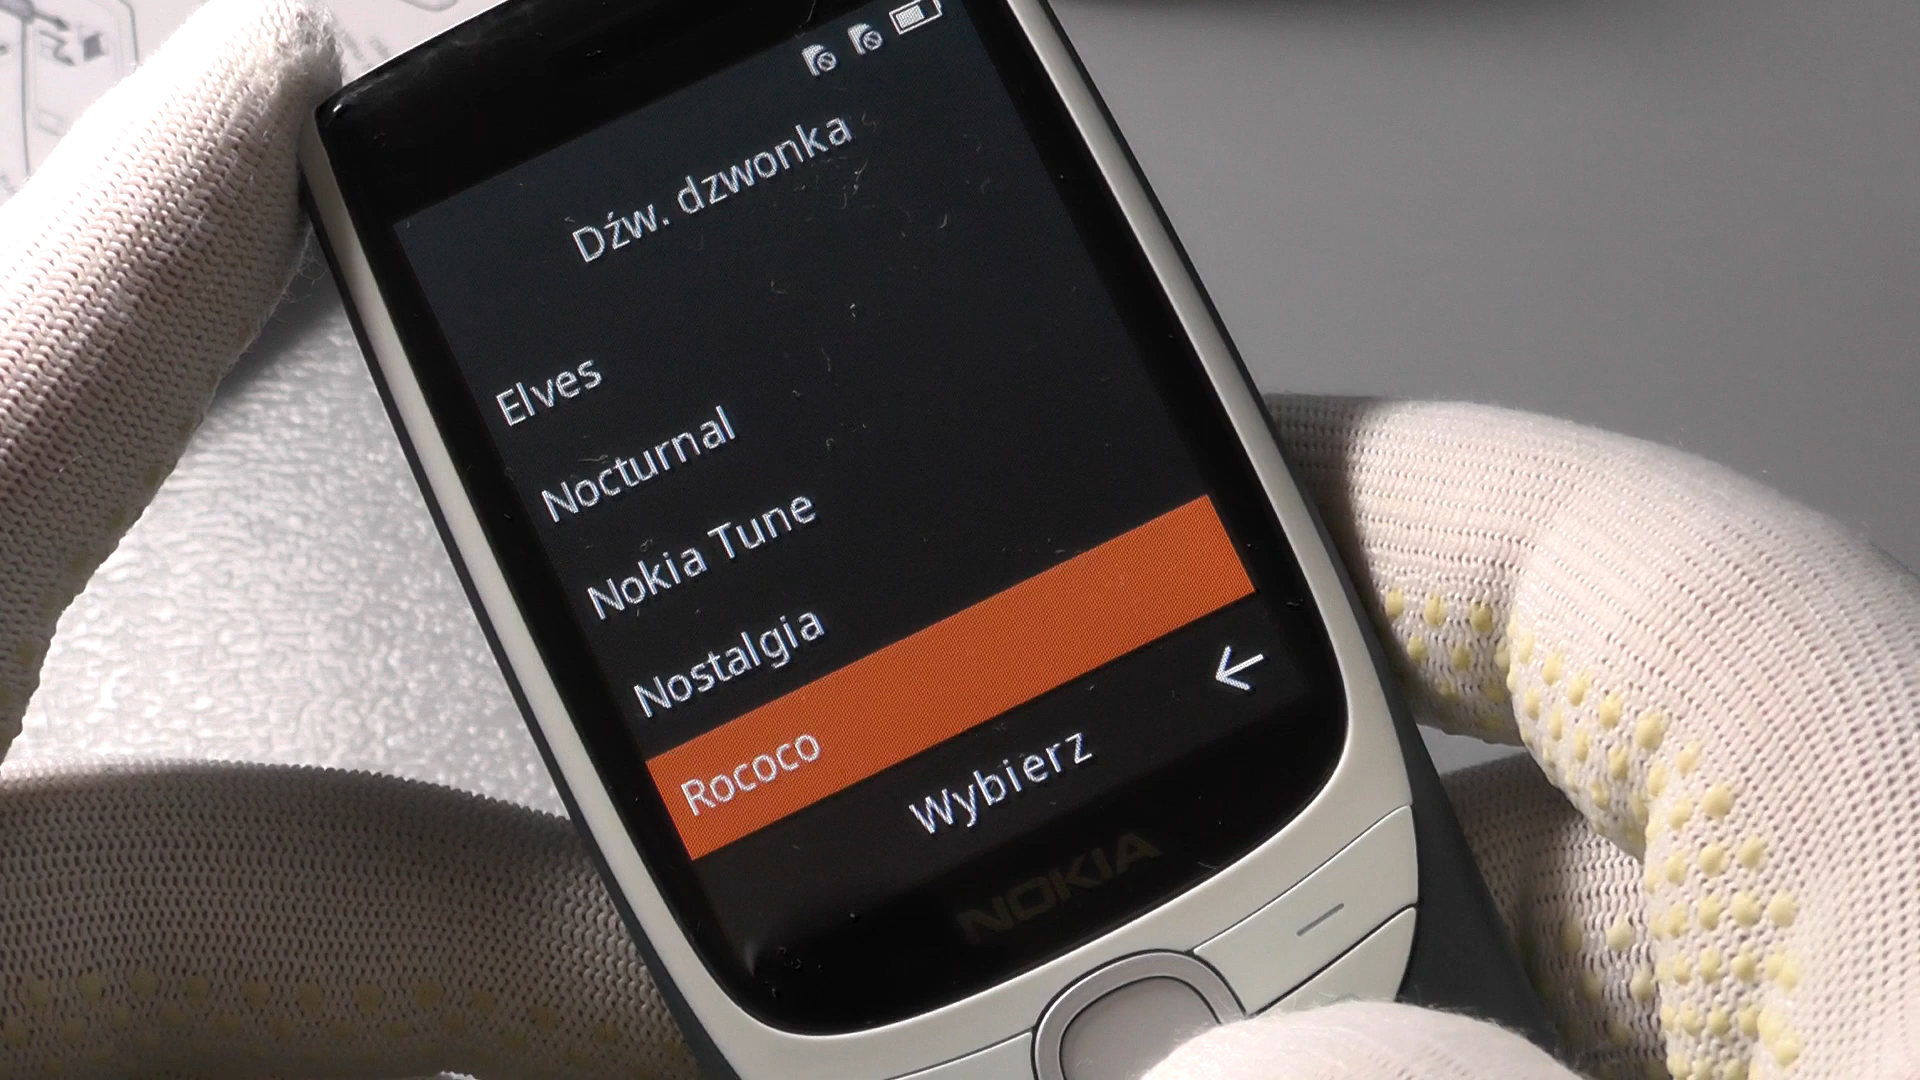 Dźw. dzwonka
Elves
Nocturnal
Nokia Tune
Nostalgia
Rococo
Wybierz
NOKIA